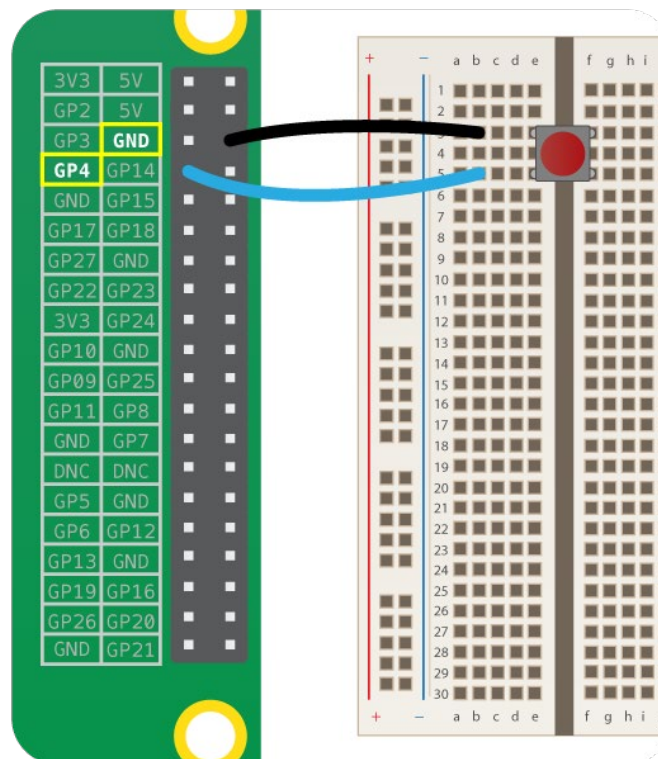 3V3 5V
GP2 5V
GP3 GND
GP4 GP14
GND GP15
GP17 GP18
GP27 GND
GP22 GP23
3V3 GP24
GP10 GND
GP09 GP25
GP11 GP8
GND GP7
DNC DNC
GP5 GND
GP6 GP12
GP13 GND
GP19 GP16
GP26 GP20
GND GP21
+ − a b c d e f g h i
1
2
3
4
5
6
7
8
9
10
11
12
13
14
15
16
17
18
19
20
21
22
23
24
25
26
27
28
29
30
+ − a b c d e f g h i